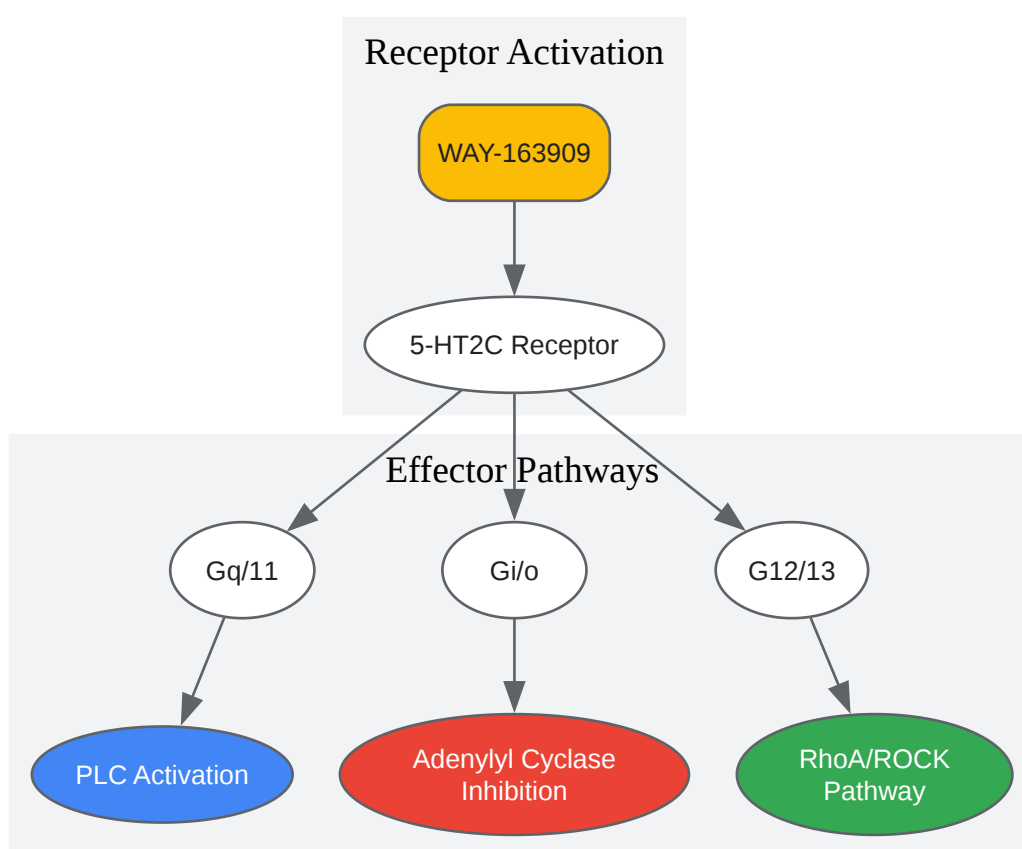 Receptor Activation
WAY-163909
5-HT2C Receptor
Effector Pathways
Gq/11
Gi/o
G12/13
PLC Activation
Adenylyl Cyclase
Inhibition
RhoA/ROCK
Pathway